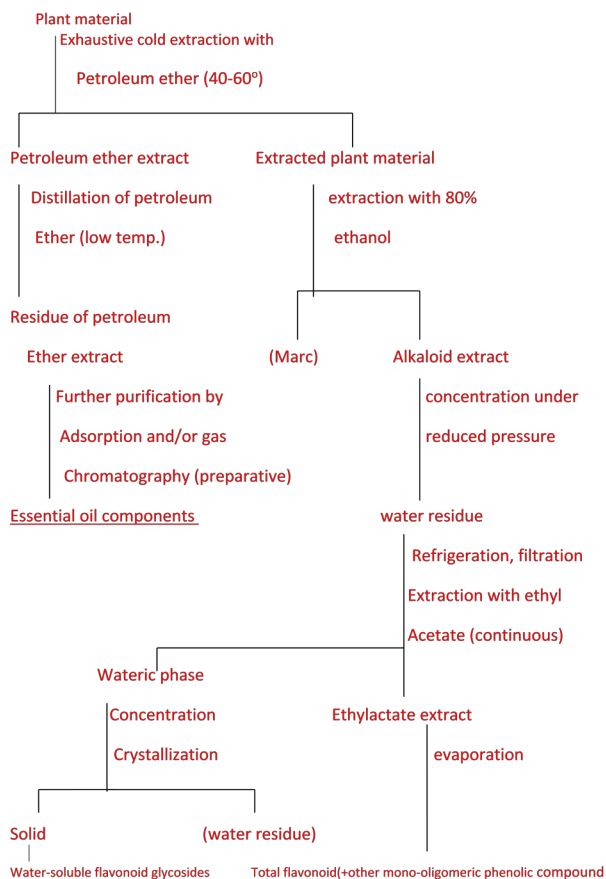 Plant material
Exhaustive cold extraction with
Petroleum ether (40-60°)
Petroleum ether extract
Extracted plant material
Distillation of petroleum
extraction with 80%
Ether (low temp.)
ethanol
Residue of petroleum
Ether extract
(Marc)
Alkaloid extract
Further purification by
concentration under
Adsorption and/or gas
reduced pressure
Chromatography (preparative)
Essential oil components
water residue
Refrigeration, filtration
Extraction with ethyl
Acetate (continuous)
Wateric phase
Concentration
Ethylactate extract
Crystallization
evaporation
Solid
(water residue)
Water-soluble flavonoid glycosides
Total flavonoid(+other mono-oligomeric phenolic compound